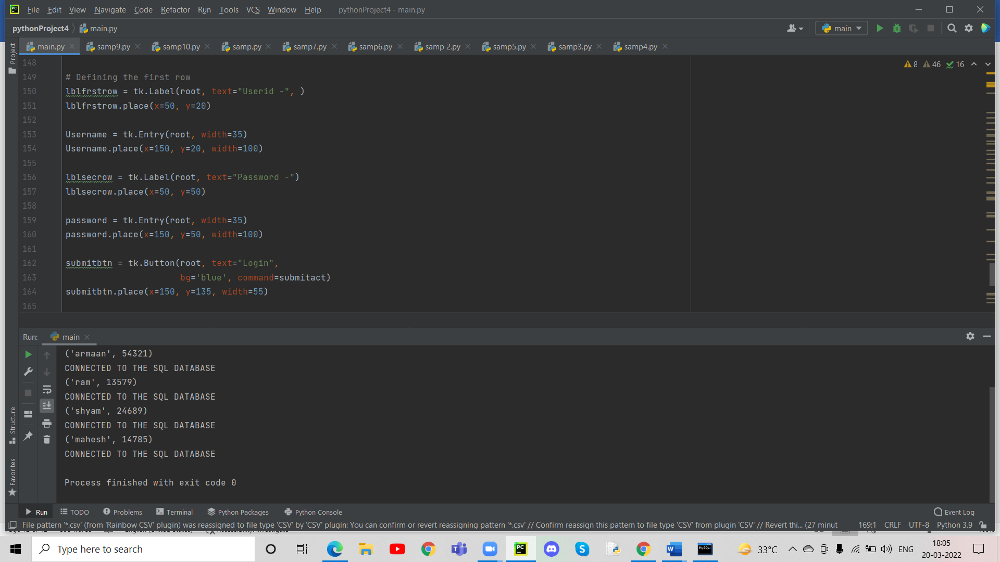 File Edit View Navigate Code Refactor Run Tools VCS Window Help pythonProject4 - main.py
pythonProject4 main.py main
main.py samp9.py samp10.py samp.py samp7.py samp6.py samp 2.py samp5.py samp3.py samp4.py
Project
8 46 16
148
149 # Defining the first row
150 lblfrstrow = tk.Label(root, text="Userid -", )
151 lblfrstrow.place(x=50, y=20)
152
153 Username = tk.Entry(root, width=35)
154 Username.place(x=150, y=20, width=100)
155
156 lblsecrow = tk.Label(root, text="Password -")
157 lblsecrow.place(x=50, y=50)
158
159 password = tk.Entry(root, width=35)
160 password.place(x=150, y=50, width=100)
161
162 submitbtn = tk.Button(root, text="Login",
163 bg='blue', command=submitact)
164 submitbtn.place(x=150, y=135, width=55)
165
Run: main
('armaan', 54321)
CONNECTED TO THE SQL DATABASE
('ram', 13579)
CONNECTED TO THE SQL DATABASE
('shyam', 24689)
CONNECTED TO THE SQL DATABASE
('mahesh', 14785)
CONNECTED TO THE SQL DATABASE
Process finished with exit code 0
Structure
Favorites
Run TODO Problems Terminal Python Packages Python Console Event Log
File pattern '*.csv' (from 'Rainbow CSV' plugin) was reassigned to file type 'CSV' by 'CSV' plugin: You can confirm or revert reassigning pattern '*.csv' // Confirm reassign this pattern to file type 'CSV' from plugin 'CSV' // Revert thi... (27 minut 169:1 CRLF UTF-8 Python 3.9
Type here to search
33°C ENG
18:05
20-03-2022